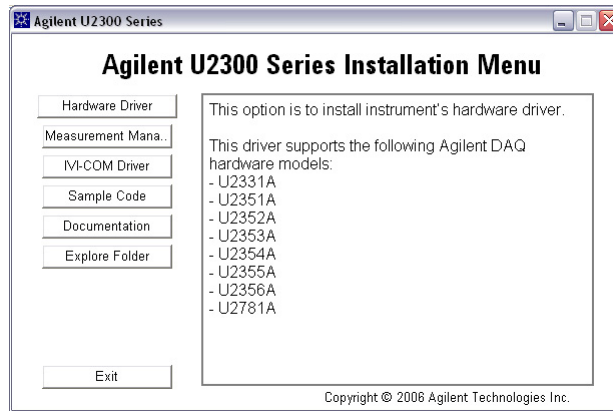 Agilent U2300 Series
Agilent U2300 Series Installation Menu
Hardware Driver
Measurement Mana..
IVI-COM Driver
Sample Code
Documentation
Explore Folder
Exit
This option is to install instrument's hardware driver.
This driver supports the following Agilent DAQ
hardware models:
- U2331A
- U2351A
- U2352A
- U2353A
- U2354A
- U2355A
- U2356A
- U2781A
Copyright © 2006 Agilent Technologies Inc.